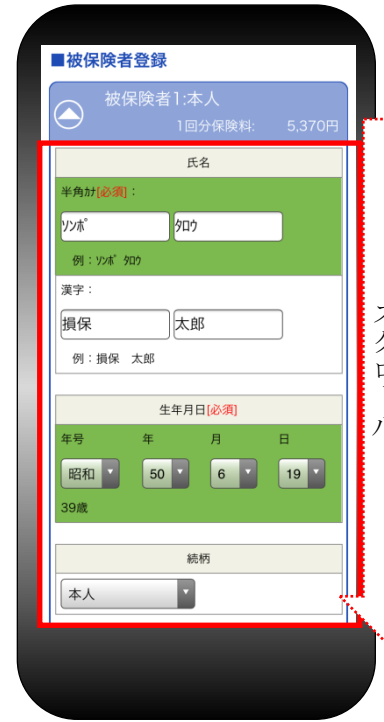 ■被保険者登録
被保険者1:本人
1回分保険料: 5,370円
氏名
半角カナ[必須]:
ソンポ タロウ
例:ソンポ タロウ
漢字:
損保 太郎
例:損保 太郎
生年月日[必須]
年号 年 月 日
昭和 50 6 19
39歳
続柄
本人